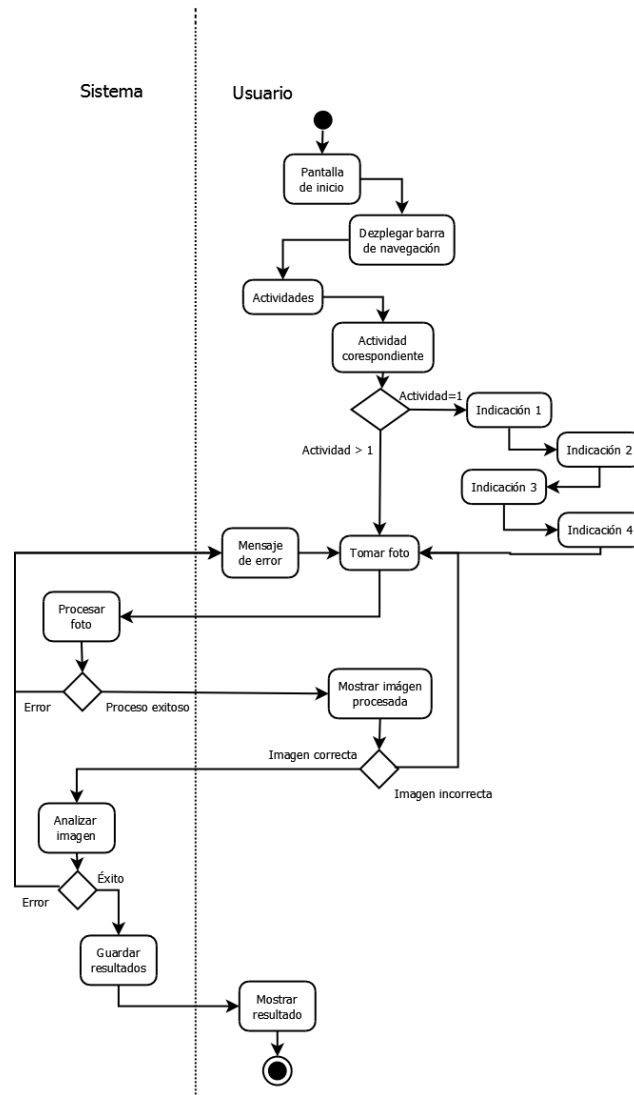 Sistema
Usuario
Pantalla
de inicio
Dezplegar barra
de navegación
Actividades
Actividad
corespondiente
Actividad=1
Indicación 1
Actividad > 1
Indicación 2
Indicación 3
Indicación 4
Mensaje
de error
Tomar foto
Procesar
foto
Mostrar imágen
procesada
Error
Proceso exitoso
Imagen correcta
Imagen incorrecta
Analizar
imagen
Éxito
Error
Guardar
resultados
Mostrar
resultado